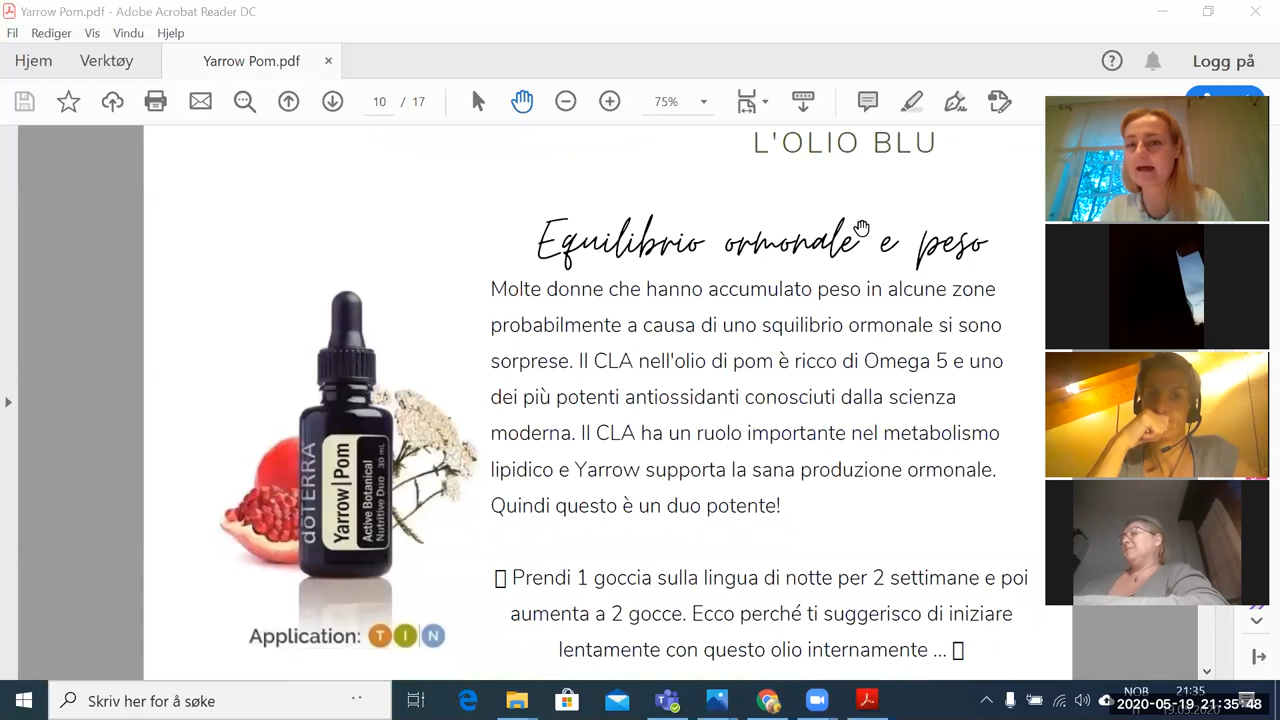 Yarrow Pom.pdf - Adobe Acrobat Reader DC
Fil Rediger Vis Vindu Hjelp
Hjem Verktøy Yarrow Pom.pdf × Logg på
10 / 17 75%
L'OLIO BLU
Equilibrio ormonale e peso
Molte donne che hanno accumulato peso in alcune zone
probabilmente a causa di uno squilibrio ormonale si sono
sorprese. Il CLA nell'olio di pom è ricco di Omega 5 e uno
dei più potenti antiossidanti conosciuti dalla scienza
moderna. Il CLA ha un ruolo importante nel metabolismo
lipidico e Yarrow supporta la sana produzione ormonale.
Quindi questo è un duo potente!
Prendi 1 goccia sulla lingua di notte per 2 settimane e poi
aumenta a 2 gocce. Ecco perché ti suggerisco di iniziare
lentamente con questo olio internamente ...
dōTERRA
Yarrow|Pom
Active Botanical
Nutritive Duo 30 mL
Application: T I N
Skriv her for å søke
NOR 21:35
2020-05-19 21:35:48